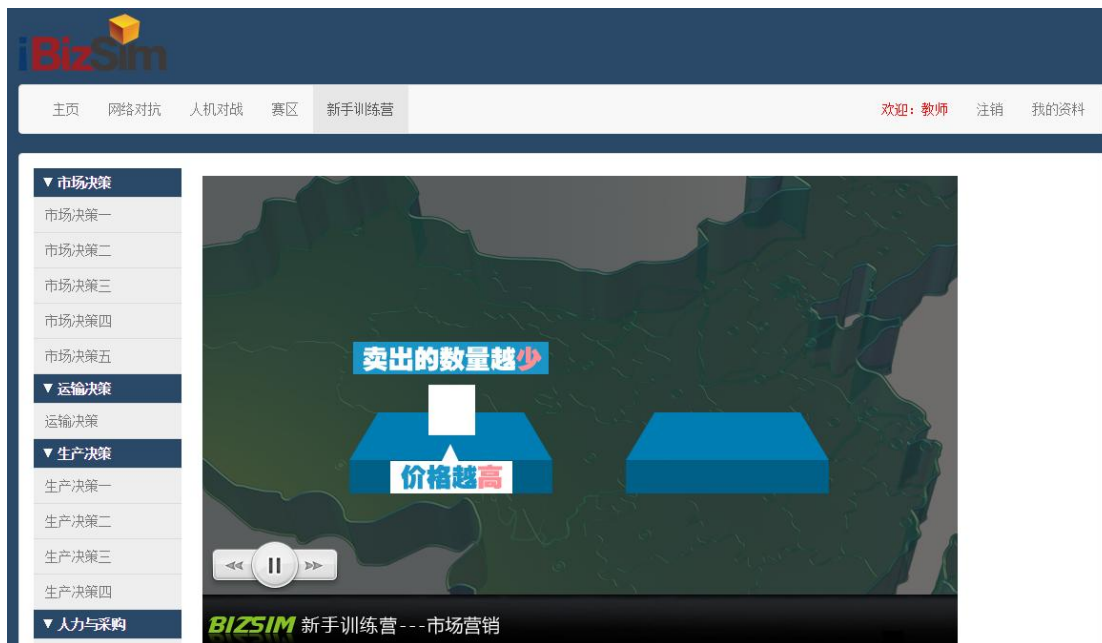 iBizSim
主页 网络对抗 人机对战 赛区 新手训练营 欢迎：教师 注销 我的资料
▼ 市场决策
市场决策一
市场决策二
市场决策三
市场决策四
市场决策五
▼ 运输决策
运输决策
▼ 生产决策
生产决策一
生产决策二
生产决策三
生产决策四
▼ 人力与采购
卖出的数量越少
价格越高
BIZSIM 新手训练营---市场营销